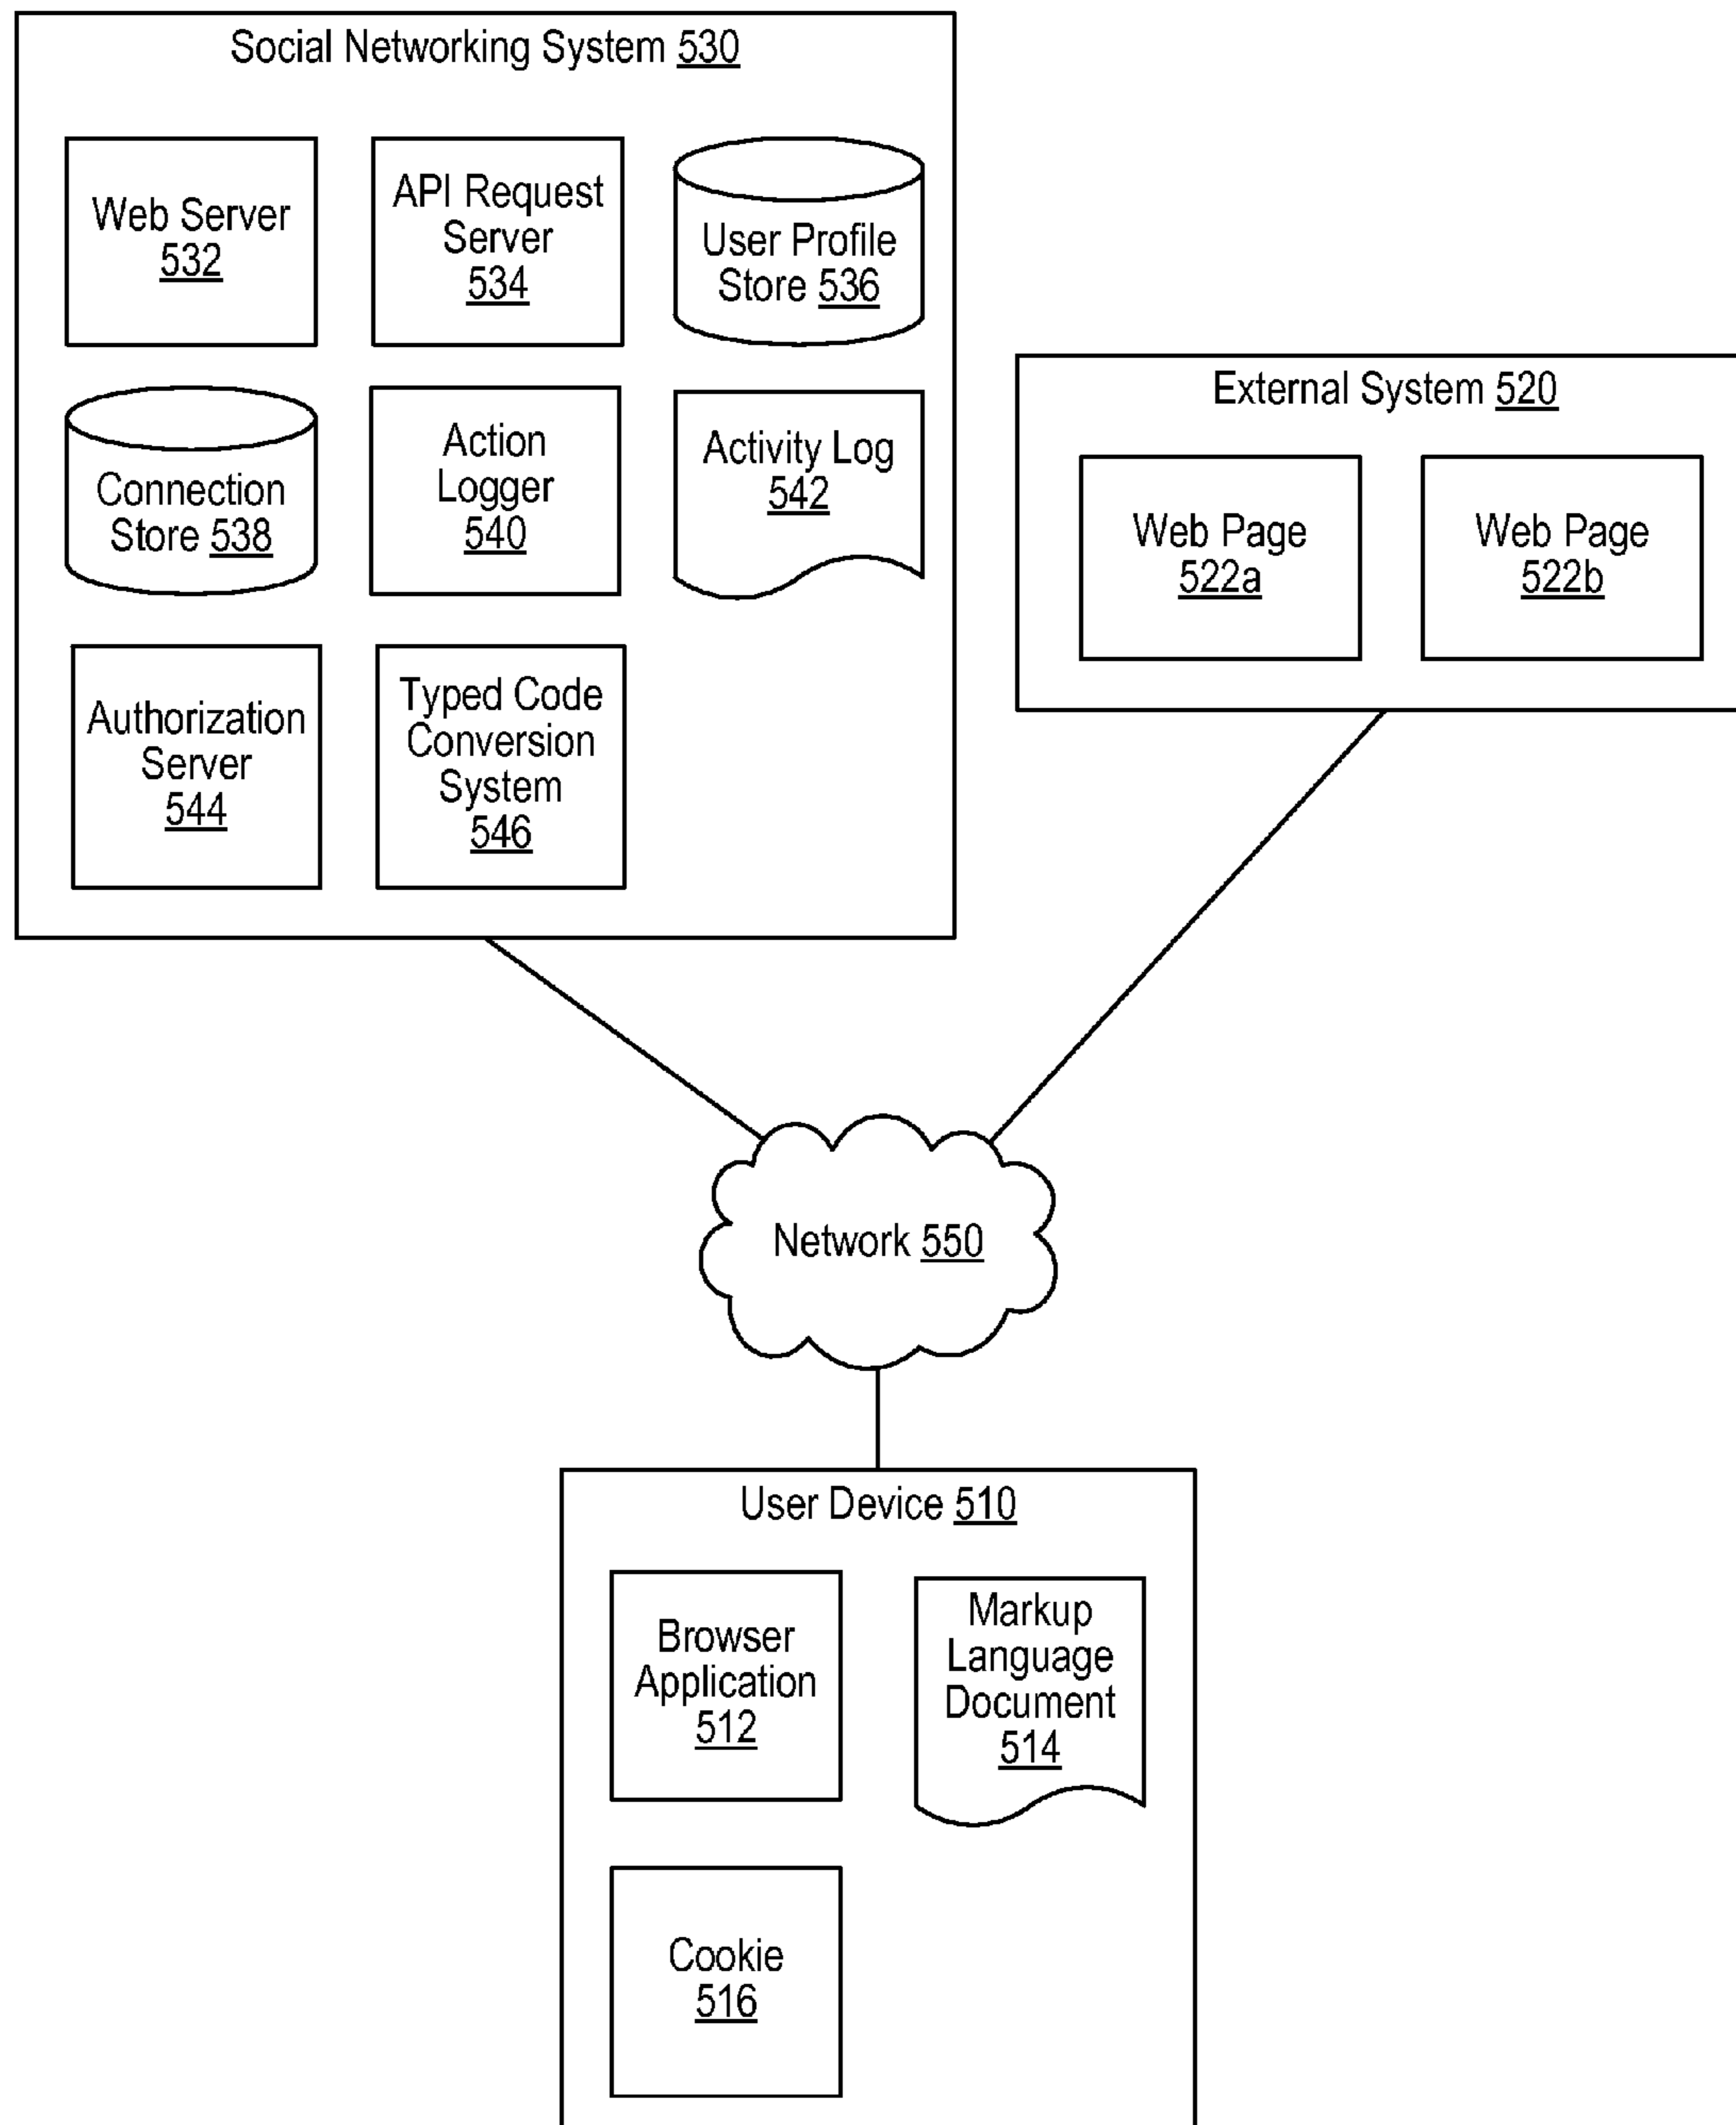 Social Networking System 530
Web Server
532
API Request
Server
534
User Profile
Store 536
Connection
Store 538
Action
Logger
540
Activity Log
542
Authorization
Server
544
Typed Code
Conversion
System
546
External System 520
Web Page
522a
Web Page
522b
Network 550
User Device 510
Browser
Application
512
Markup
Language
Document
514
Cookie
516